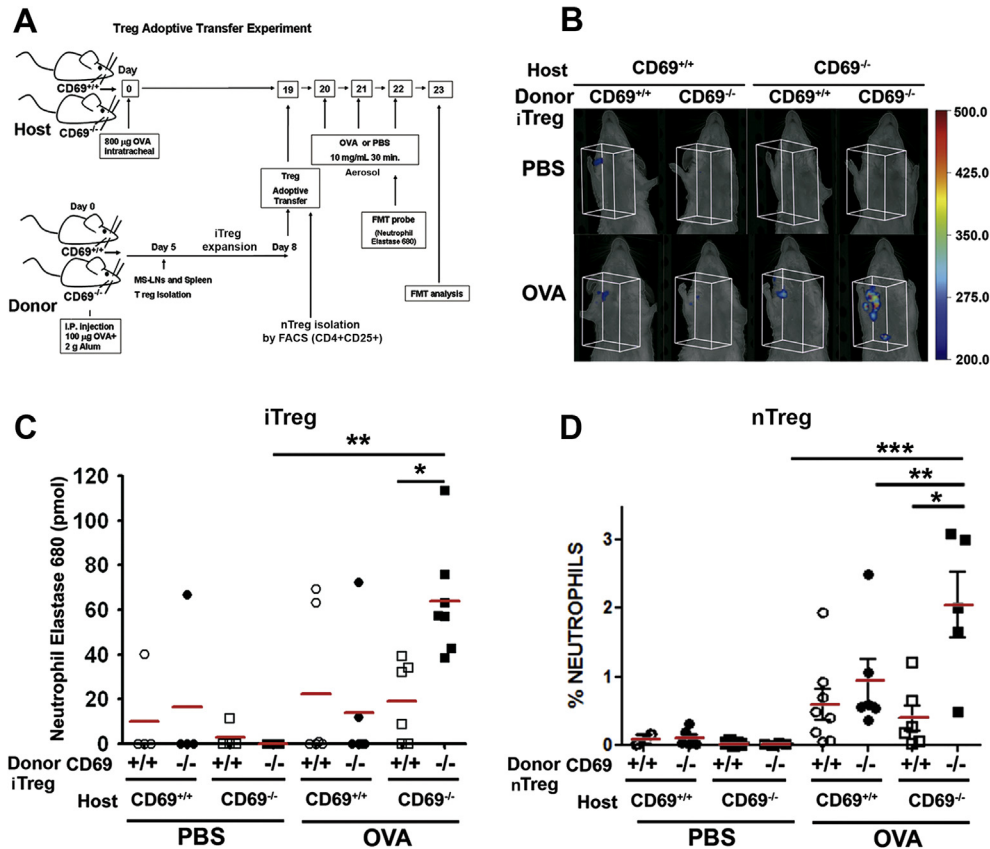 A
Treg Adoptive Transfer Experiment
Day
CD69+/+
0
19
20
21
22
23
Host
CD69-/-
800 µg OVA
Intratracheal
OVA or PBS
10 mg/mL 30 min.
Aerosol
Treg
Adoptive
Transfer
FMT probe
(Neutrophil
Elastase 680)
Day 0
iTreg
expansion
CD69+/+
Day 5
Day 8
MS-LNs and Spleen
T reg Isolation
CD69-/-
Donor
FMT analysis
nTreg isolation
by FACS (CD4+CD25+)
I.P. injection
100 µg OVA+
2 g Alum
B
Host
CD69+/+
CD69-/-
Donor
iTreg
CD69+/+
CD69-/-
CD69+/+
CD69-/-
PBS
OVA
500.0
425.0
350.0
275.0
200.0
C
iTreg
**
*
Neutrophil Elastase 680 (pmol)
120
100
80
60
40
20
0
Donor CD69
iTreg
+/+
-/-
+/+
-/-
+/+
-/-
+/+
-/-
Host
CD69+/+
CD69-/-
CD69+/+
CD69-/-
PBS
OVA
D
nTreg
***
**
*
% NEUTROPHILS
3
2
1
0
Donor CD69
nTreg
+/+
-/-
+/+
-/-
+/+
-/-
+/+
-/-
Host
CD69+/+
CD69-/-
CD69+/+
CD69-/-
PBS
OVA